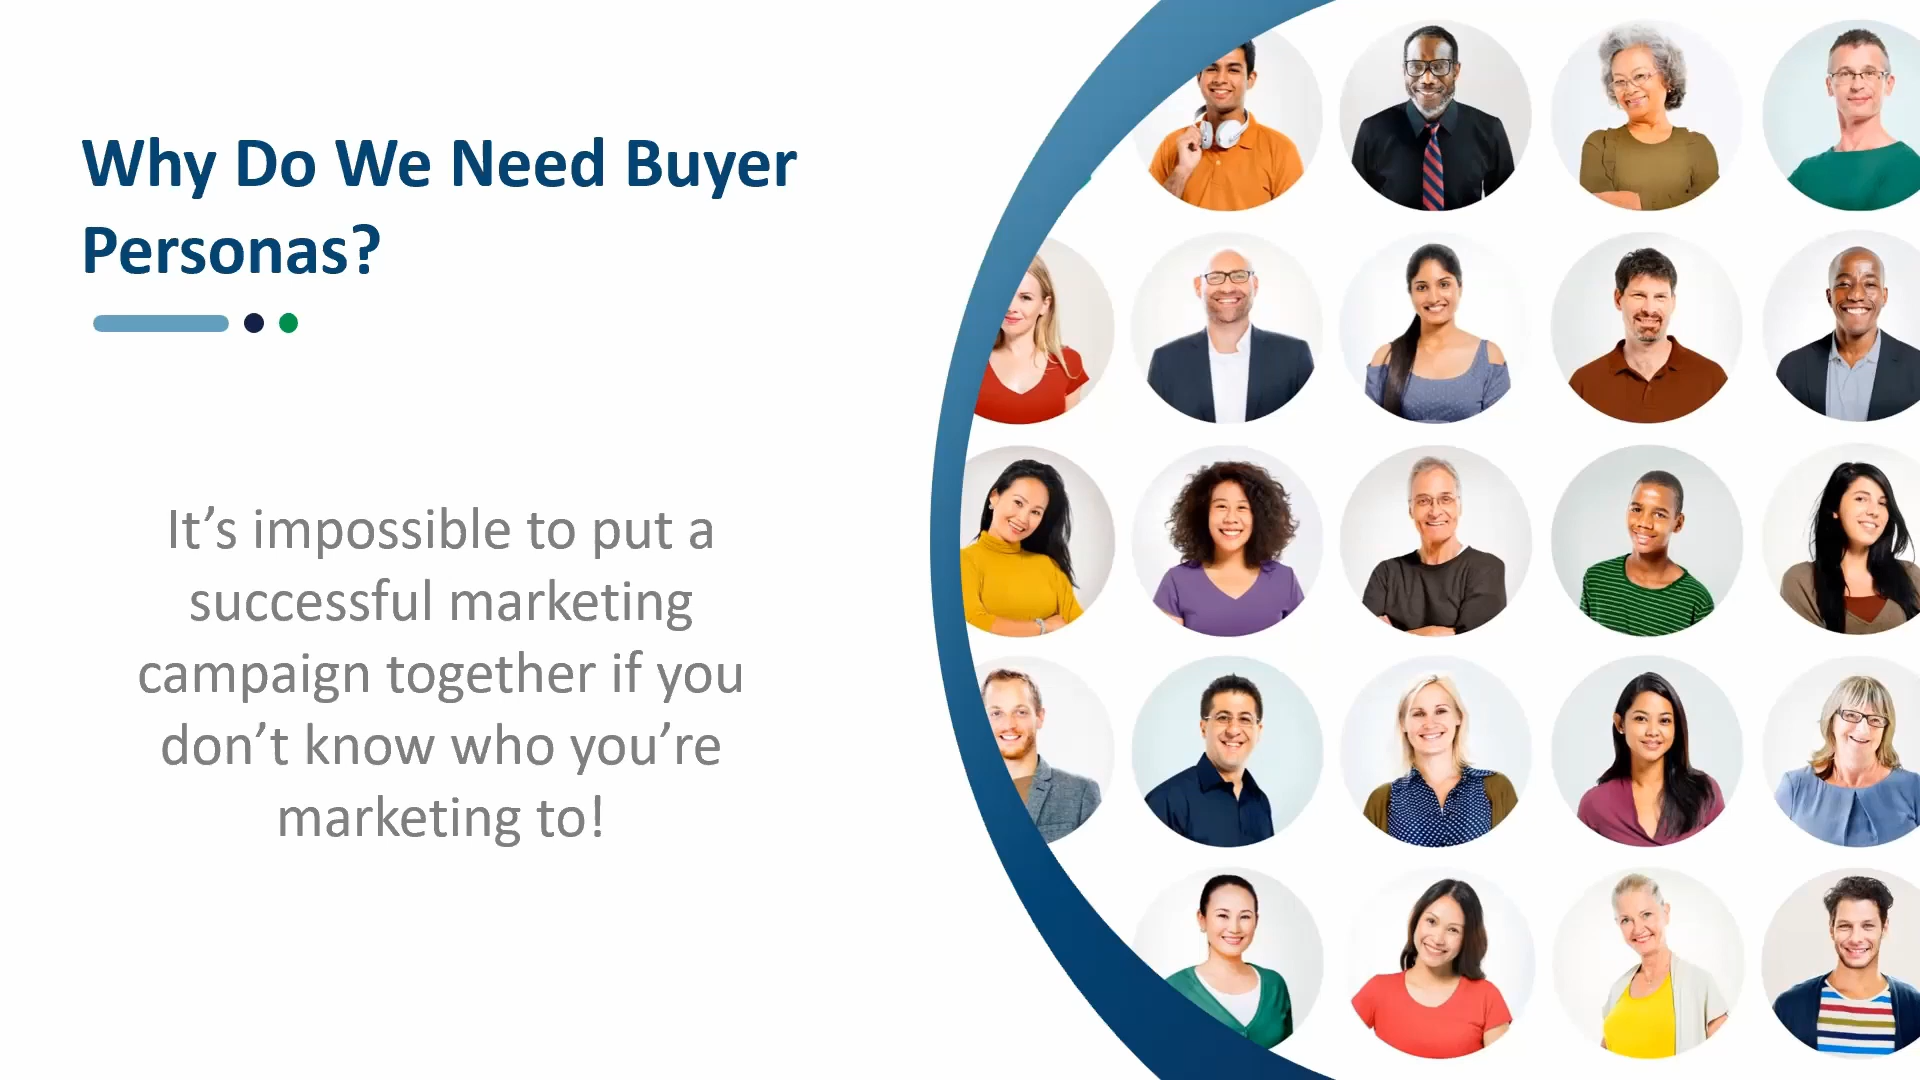 Why Do We Need Buyer
Personas?
It’s impossible to put a
successful marketing
campaign together if you
don’t know who you’re
marketing to!